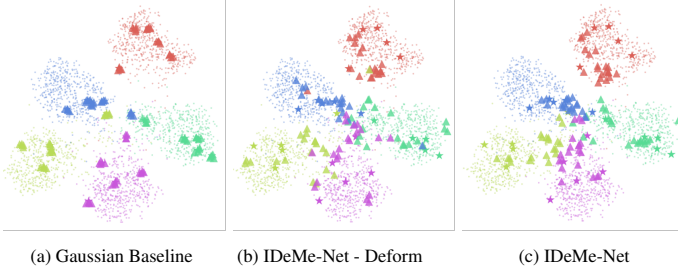 (a) Gaussian Baseline
(b) IDeMe-Net - Deform
(c) IDeMe-Net